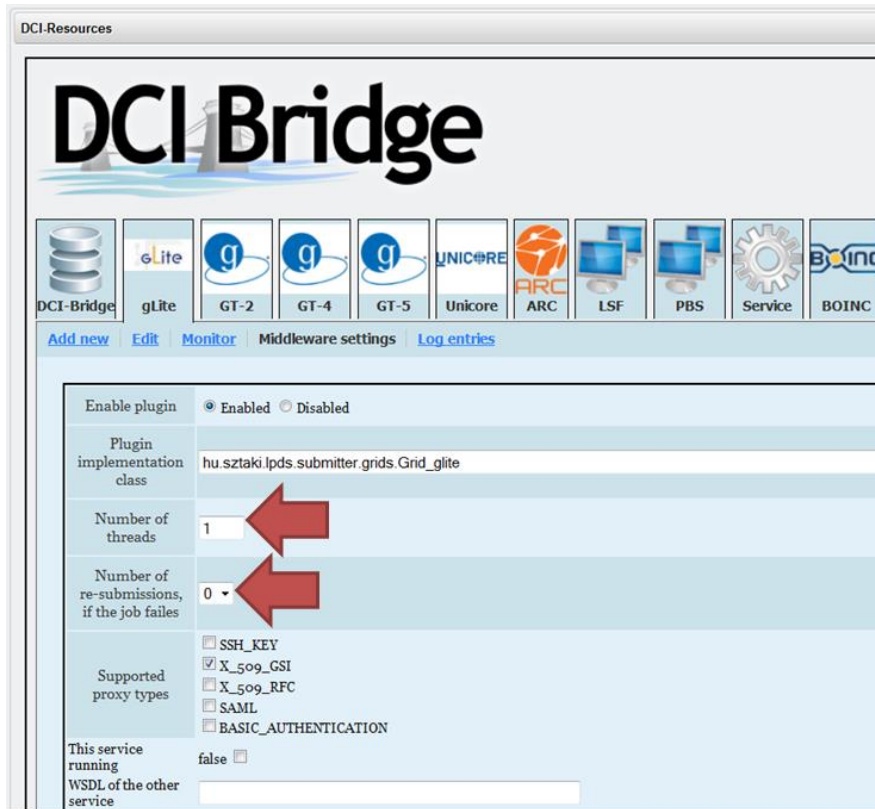 DCI-Resources
DCI Bridge
gLite
UNICORE
ARC
DCI-Bridge gLite GT-2 GT-4 GT-5 Unicore ARC LSF PBS Service BOINC
Add new Edit Monitor Middleware settings Log entries
Enable plugin Enabled Disabled
Plugin
implementation
class
hu.sztaki.lpds.submitter.grids.Grid_glite
Number of
threads
1
Number of
re-submissions,
if the job failes
0
Supported
proxy types
SSH_KEY
X_509_GSI
X_509_RFC
SAML
BASIC_AUTHENTICATION
This service
running
false
WSDL of the other
service